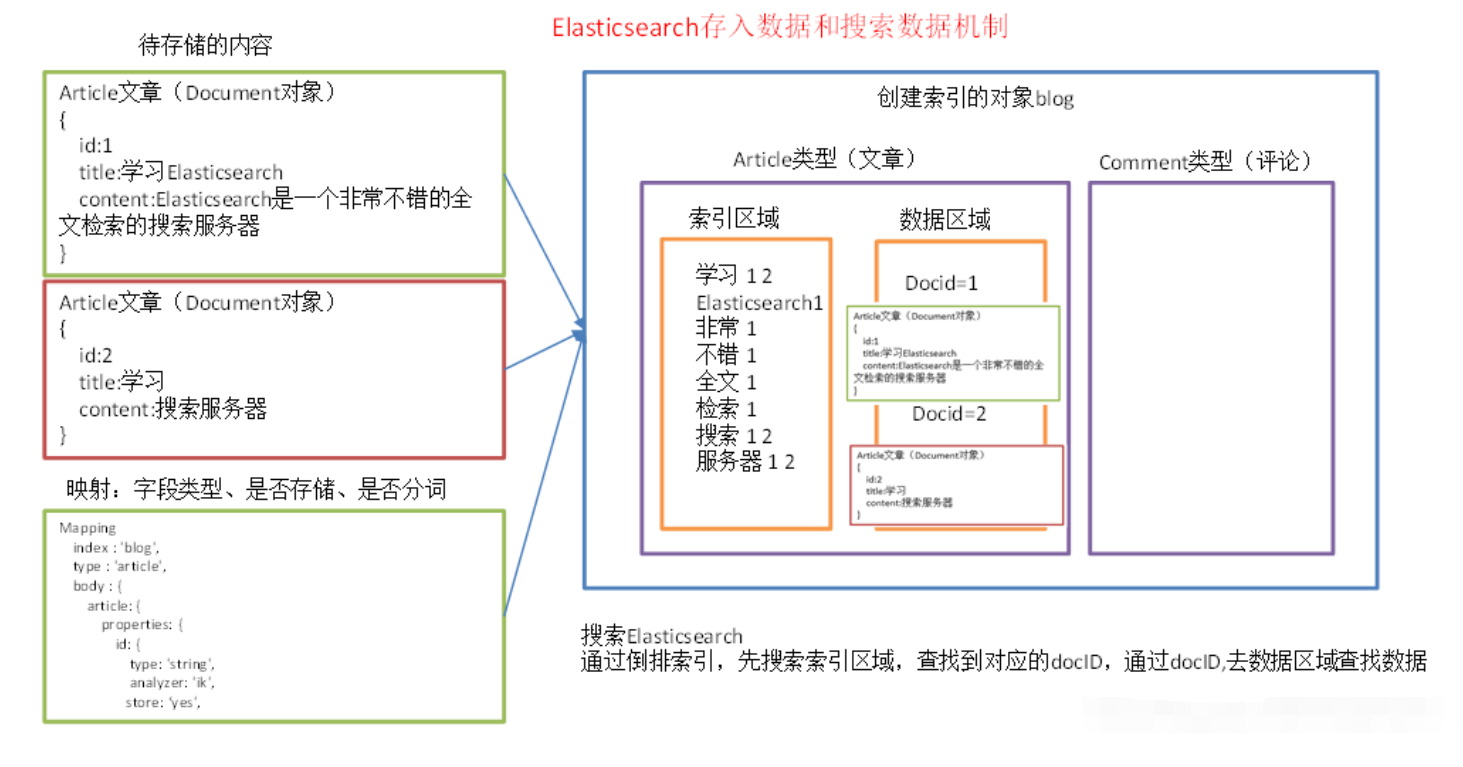 Elasticsearch存入数据和搜索数据机制
待存储的内容
Article文章（Document对象）
{
id:1
title:学习Elasticsearch
content:Elasticsearch是一个非常不错的全
文检索的搜索服务器
}
Article文章（Document对象）
{
id:2
title:学习
content:搜索服务器
}
映射：字段类型、是否存储、是否分词
Mapping
index : 'blog',
type : 'article',
body : {
article: {
properties: {
id: {
type: 'string',
analyzer: 'ik',
store: 'yes',
创建索引的对象blog
Article类型（文章）
索引区域
学习 1 2
Elasticsearch1
非常 1
不错 1
全文 1
检索 1
搜索 1 2
服务器 1 2
数据区域
Docid=1
Article文章（Document对象）
{
id:1
title:学习Elasticsearch
content:Elasticsearch是一个非常不错的全
文检索的搜索服务器
}
Docid=2
Article文章（Document对象）
{
id:2
title:学习
content:搜索服务器
}
Comment类型（评论）
搜索Elasticsearch
通过倒排索引，先搜索索引区域，查找到对应的docID，通过docID,去数据区域查找数据